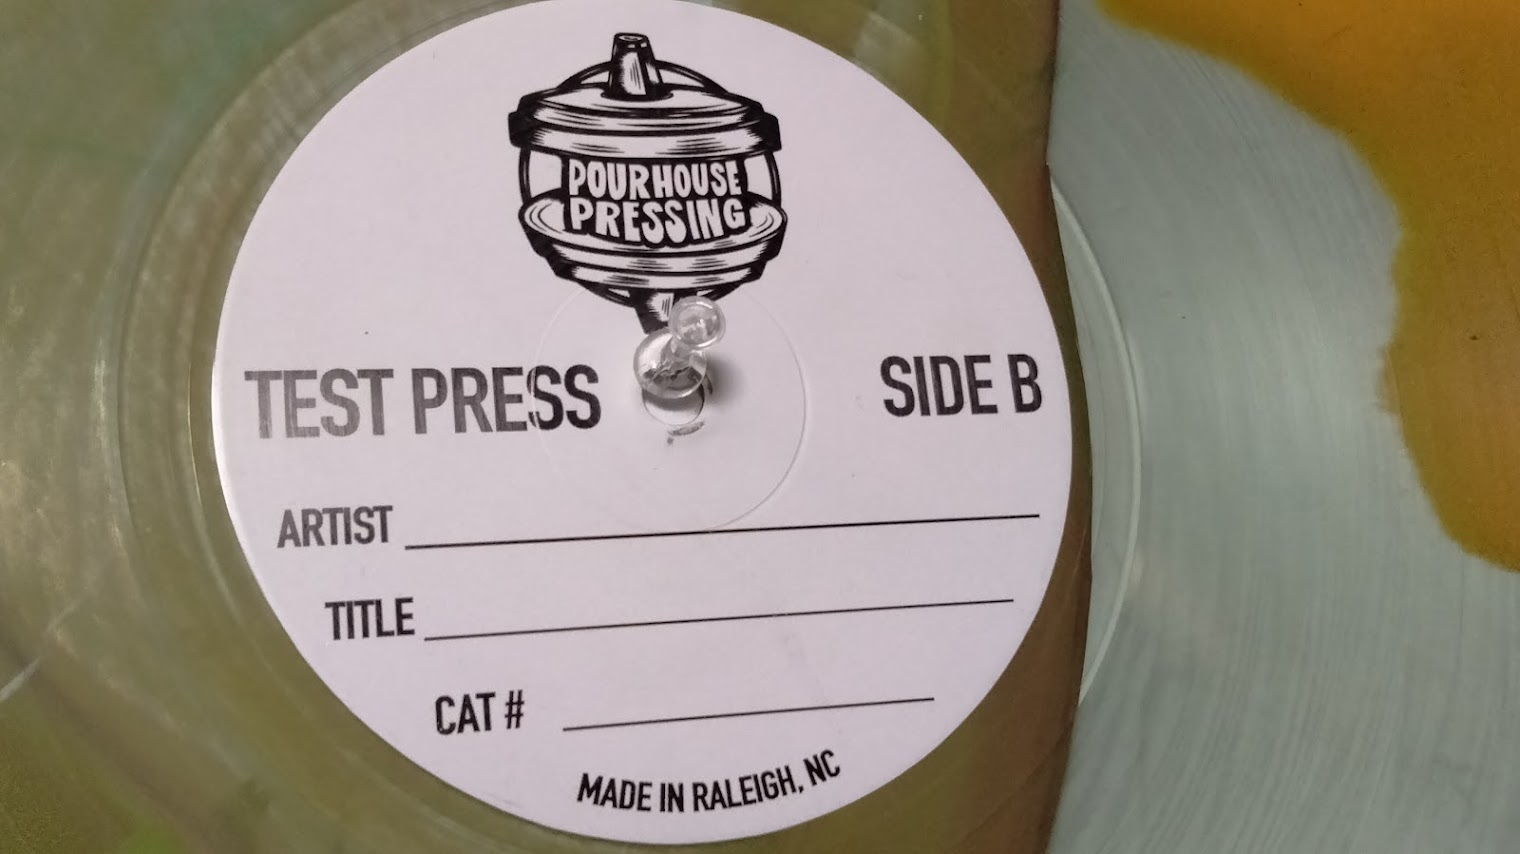 POURHOUSE
PRESSING
TEST PRESS
SIDE B
ARTIST
TITLE
CAT #
MADE IN RALEIGH, NC